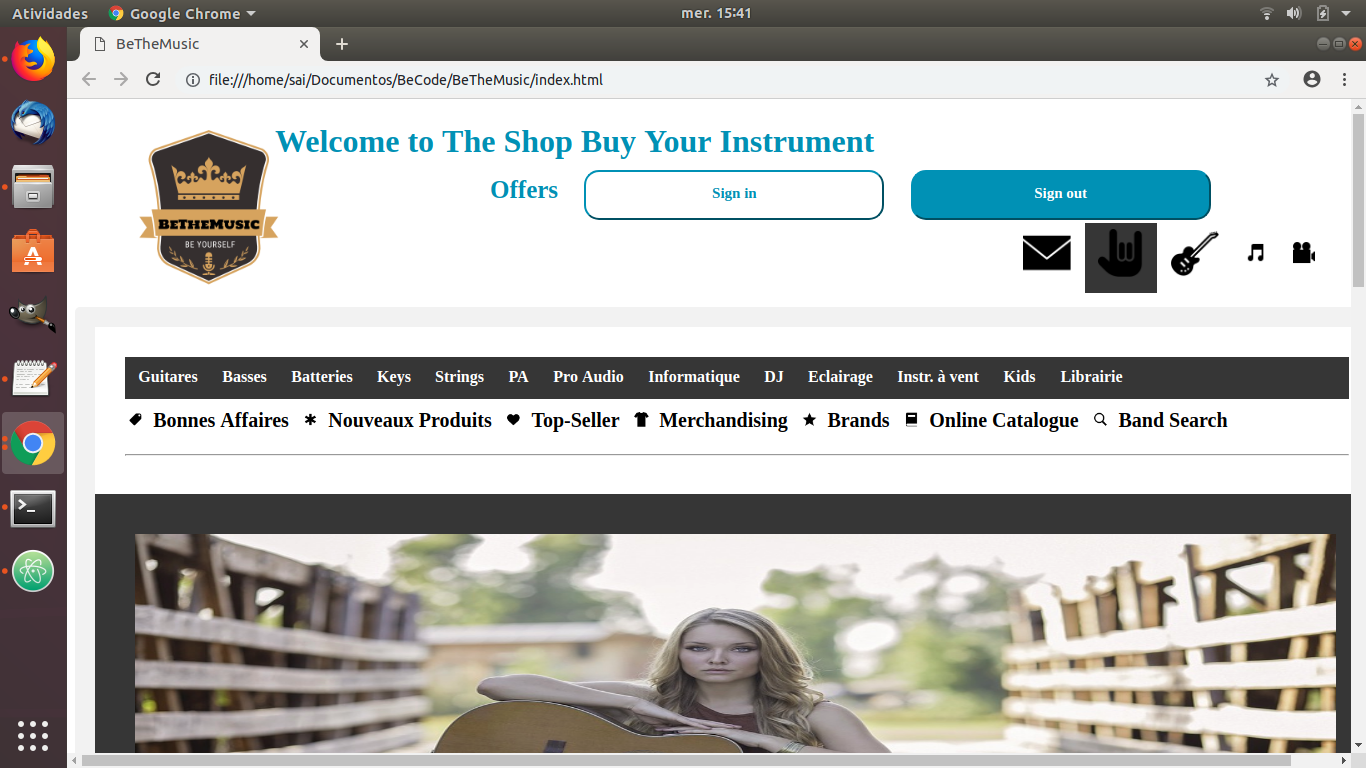 Atividades Google Chrome mer. 15:41
BeTheMusic
file:///home/sai/Documentos/BeCode/BeTheMusic/index.html
Welcome to The Shop Buy Your Instrument
Offers Sign in Sign out
BETHEMUSIC
BE YOURSELF
Guitares Basses Batteries Keys Strings PA Pro Audio Informatique DJ Eclairage Instr. à vent Kids Librairie
Bonnes Affaires Nouveaux Produits Top-Seller Merchandising Brands Online Catalogue Band Search